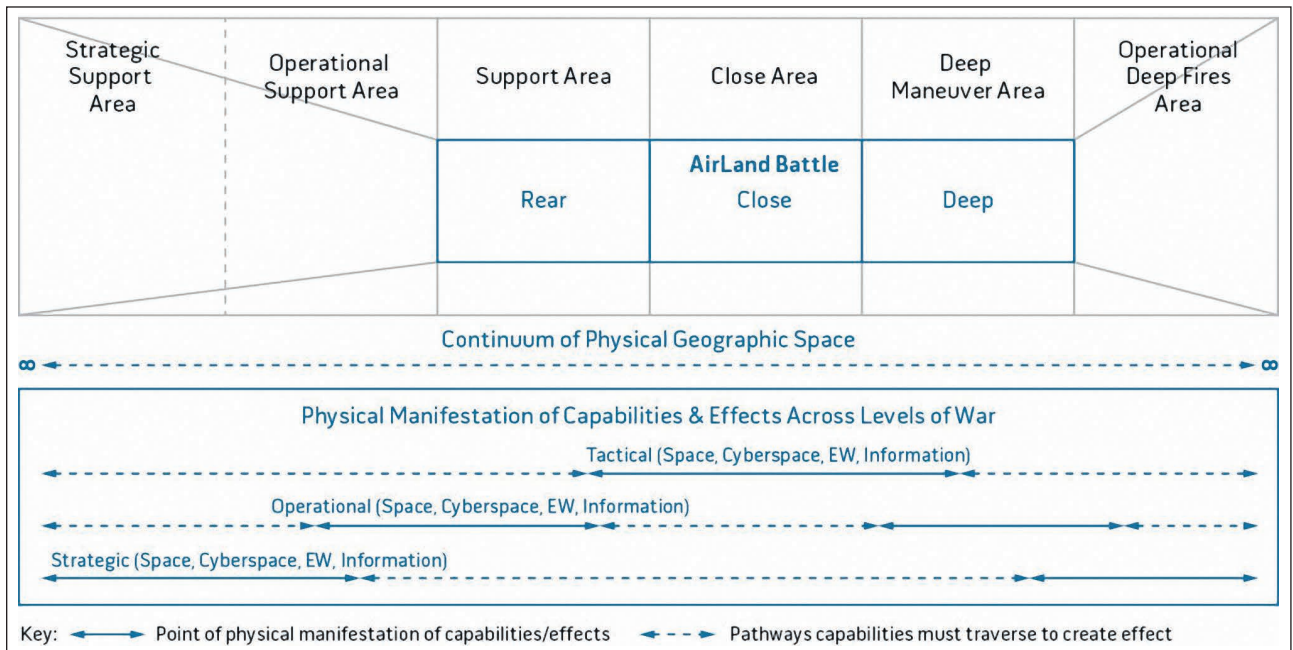 Strategic
Support
Area
Operational
Support Area
Support Area
Close Area
Deep
Maneuver Area
Operational
Deep Fires
Area
AirLand Battle
Rear
Close
Deep
Continuum of Physical Geographic Space
∞ ∞
Physical Manifestation of Capabilities & Effects Across Levels of War
Tactical (Space, Cyberspace, EW, Information)
Operational (Space, Cyberspace, EW, Information)
Strategic (Space, Cyberspace, EW, Information)
Key: Point of physical manifestation of capabilities/effects Pathways capabilities must traverse to create effect